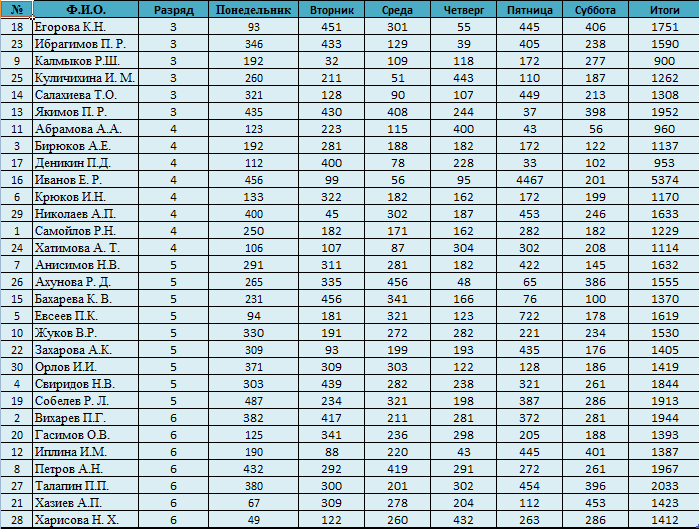 № Ф.И.О. Разряд Понедельник Вторник Среда Четверг Пятница Суббота Итоги
18 Егорова К.Н. 3 93 451 301 55 445 406 1751
23 Ибрагимов П. Р. 3 346 433 129 39 405 238 1590
9 Калмыков Р.Ш. 3 192 32 109 118 172 277 900
25 Куличихина И. М. 3 260 211 51 443 110 187 1262
14 Салахиева Т.О. 3 321 128 90 107 449 213 1308
13 Якимов П. Р. 3 435 430 408 244 37 398 1952
11 Абрамова А.А. 4 123 223 115 400 43 56 960
3 Бирюков А.Е. 4 192 281 188 182 172 122 1137
17 Деникин П.Д. 4 112 400 78 228 33 102 953
16 Иванов Е. Р. 4 456 99 56 95 4467 201 5374
6 Крюков И.Н. 4 133 322 182 162 172 199 1170
29 Николаев А.П. 4 400 45 302 187 453 246 1633
1 Самойлов Р.Н. 4 250 182 171 162 282 182 1229
24 Хатимова А. Т. 4 106 107 87 304 302 208 1114
7 Анисимов Н.В. 5 291 311 281 182 422 145 1632
26 Ахунова Р. Д. 5 265 335 456 48 65 386 1555
15 Бахарева К. В. 5 231 456 341 166 76 100 1370
5 Евсеев П.К. 5 94 181 321 123 722 178 1619
10 Жуков В.Р. 5 330 191 272 282 221 234 1530
22 Захарова А.К. 5 309 93 199 193 435 176 1405
30 Орлов И.И. 5 371 309 303 122 128 186 1419
4 Свиридов Н.В. 5 303 439 282 238 321 261 1844
19 Собелев Р. Л. 5 487 234 321 198 387 286 1913
2 Вихарев П.Г. 6 382 417 211 281 372 281 1944
20 Гасимов О.В. 6 125 341 236 298 205 188 1393
12 Иплина И.М. 6 190 88 220 43 445 401 1387
8 Петров А.Н. 6 432 292 419 291 272 261 1967
27 Талапин П.П. 6 380 300 201 302 454 396 2033
21 Хазиев А.П. 6 67 309 278 204 112 453 1423
28 Харисова Н. Х. 6 49 122 260 432 263 286 1412